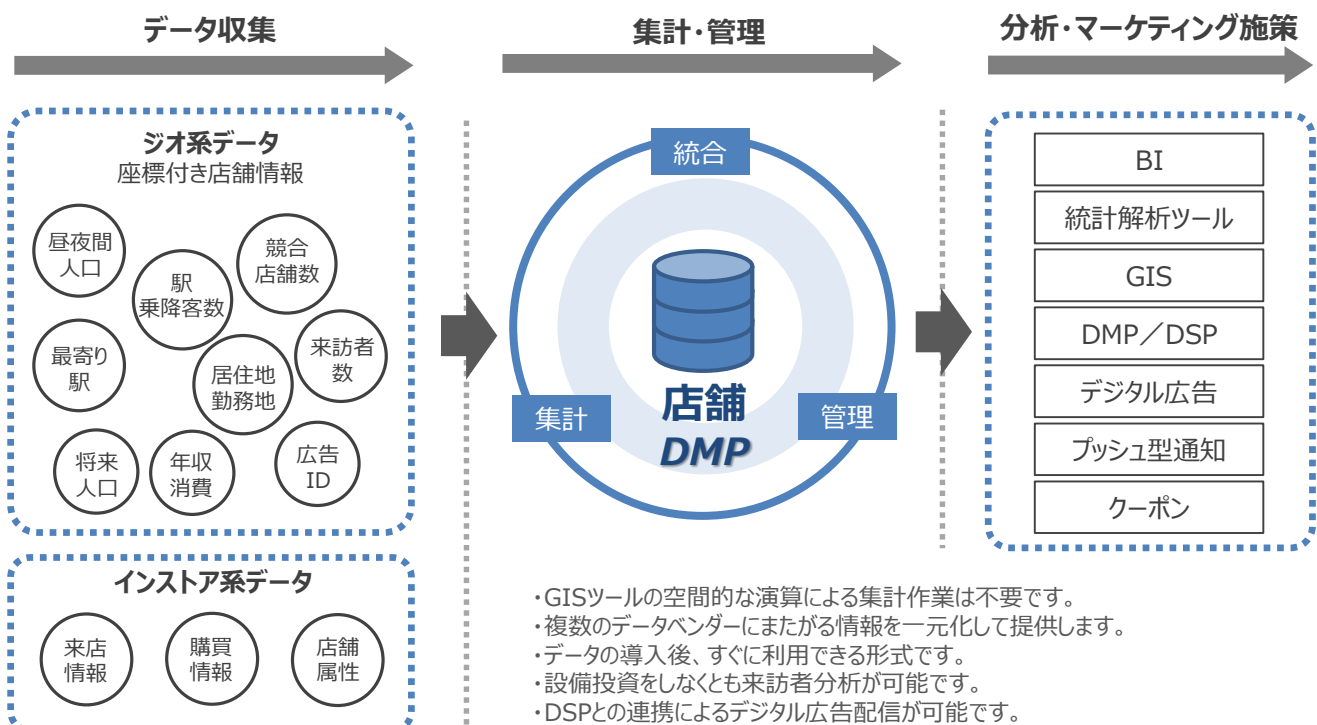 データ収集
集計・管理
分析・マーケティング施策
ジオ系データ
座標付き店舗情報
昼夜間
人口
駅
乗降客数
競合
店舗数
最寄り
駅
居住地
勤務地
来訪者
数
将来
人口
年収
消費
広告
ID
インストア系データ
来店
情報
購買
情報
店舗
属性
統合
集計
管理
店舗
DMP
BI
統計解析ツール
GIS
DMP／DSP
デジタル広告
プッシュ型通知
クーポン
・GISツールの空間的な演算による集計作業は不要です。
・複数のデータベンダーにまたがる情報を一元化して提供します。
・データの導入後、すぐに利用できる形式です。
・設備投資をしなくとも来訪者分析が可能です。
・DSPとの連携によるデジタル広告配信が可能です。